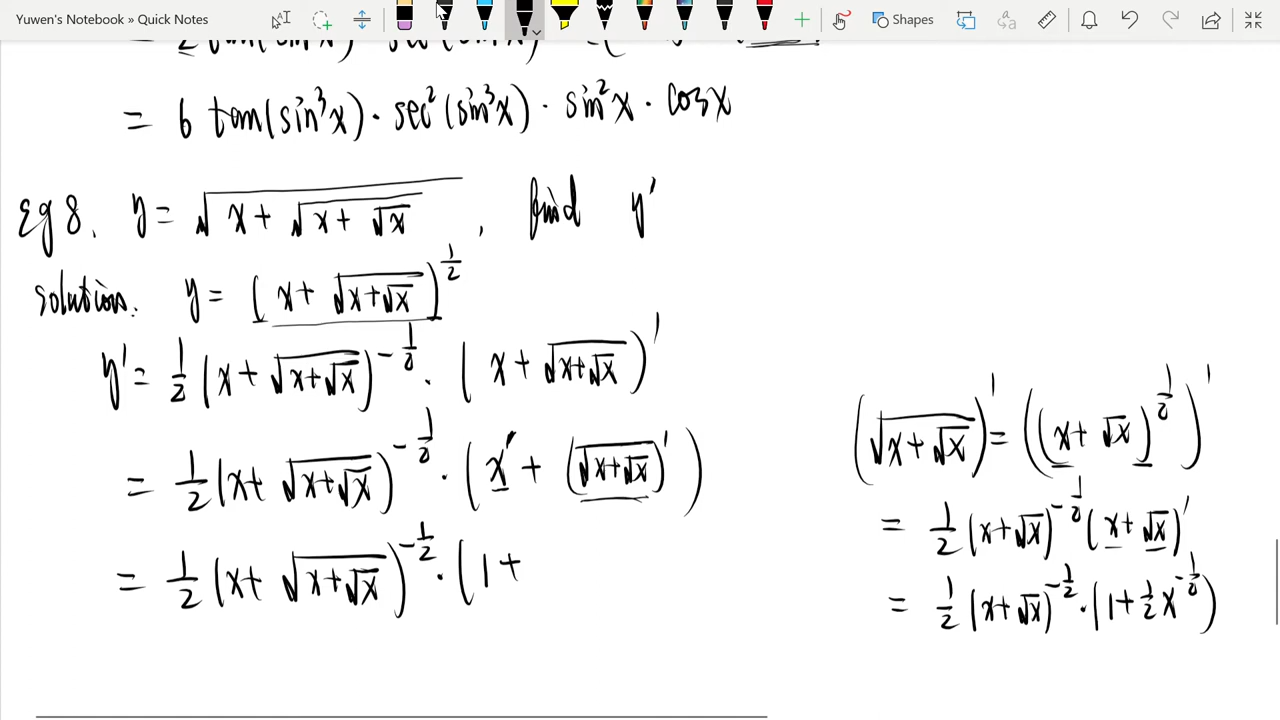 Yuwen's Notebook » Quick Notes
Shapes
= 6 tan(sin³x) · sec²(sin³x) · sin²x · cosx
Eg 8. y = √(x + √(x + √x)), find y'
solution. y = (x + √(x+√x))^(1/2)
y' = 1/2 (x + √(x+√x))^(-1/2) · (x + √(x+√x))'
= 1/2 (x + √(x+√x))^(-1/2) · (x' + (√(x+√x))')
= 1/2 (x + √(x+√x))^(-1/2) · (1 +
(√(x+√x))' = ((x + √x)^(1/2))'
= 1/2 (x+√x)^(-1/2) (x + √x)'
= 1/2 (x+√x)^(-1/2) · (1 + 1/2 x^(-1/2))